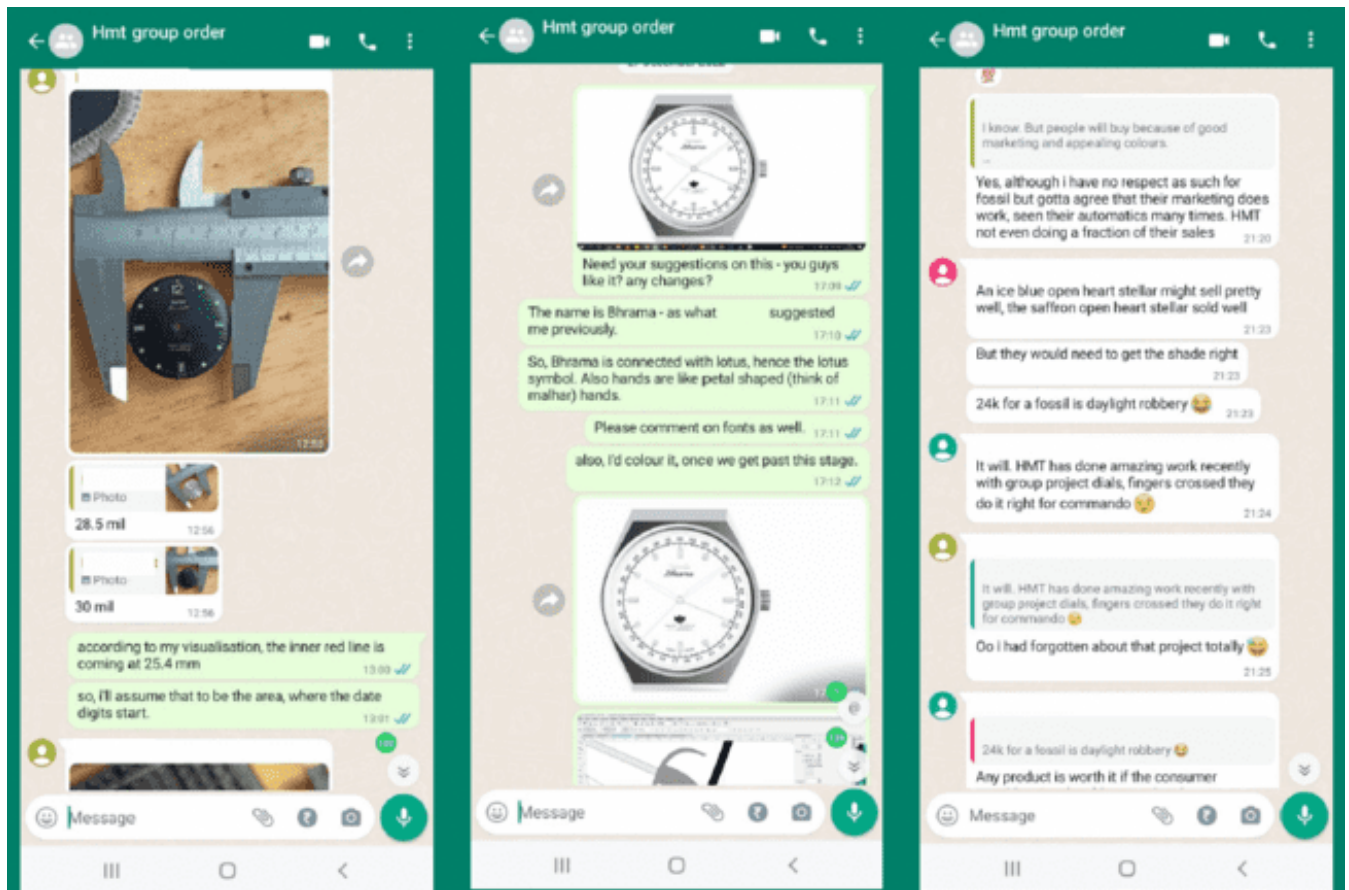 Hmt group order
12:53
Photo
28.5 mil
12:56
Photo
30 mil
12:56
according to my visualisation, the inner red line is
coming at 25.4 mm
13:00
so, i'll assume that to be the area, where the date
digits start.
13:01
Message
Hmt group order
Bhrama
Need your suggestions on this - you guys
like it? any changes?
17:09
The name is Bhrama - as what suggested
me previously.
17:10
So, Bhrama is connected with lotus, hence the lotus
symbol. Also hands are like petal shaped (think of
malhar) hands.
17:11
Please comment on fonts as well.
17:11
also, I'd colour it, once we get past this stage.
17:12
Bhrama
Message
Hmt group order
I know. But people will buy because of good
marketing and appealing colours.
...
Yes, although i have no respect as such for
fossil but gotta agree that their marketing does
work, seen their automatics many times. HMT
not even doing a fraction of their sales
21:20
An ice blue open heart stellar might sell pretty
well, the saffron open heart stellar sold well
21:23
But they would need to get the shade right
21:23
24k for a fossil is daylight robbery 😂
21:23
It will. HMT has done amazing work recently
with group project dials, fingers crossed they
do it right for commando 🤒
21:24
It will. HMT has done amazing work recently with
group project dials, fingers crossed they do it right
for commando
Oo i had forgotten about that project totally 😅
21:25
24k for a fossil is daylight robbery 😂
Any product is worth it if the consumer
Message